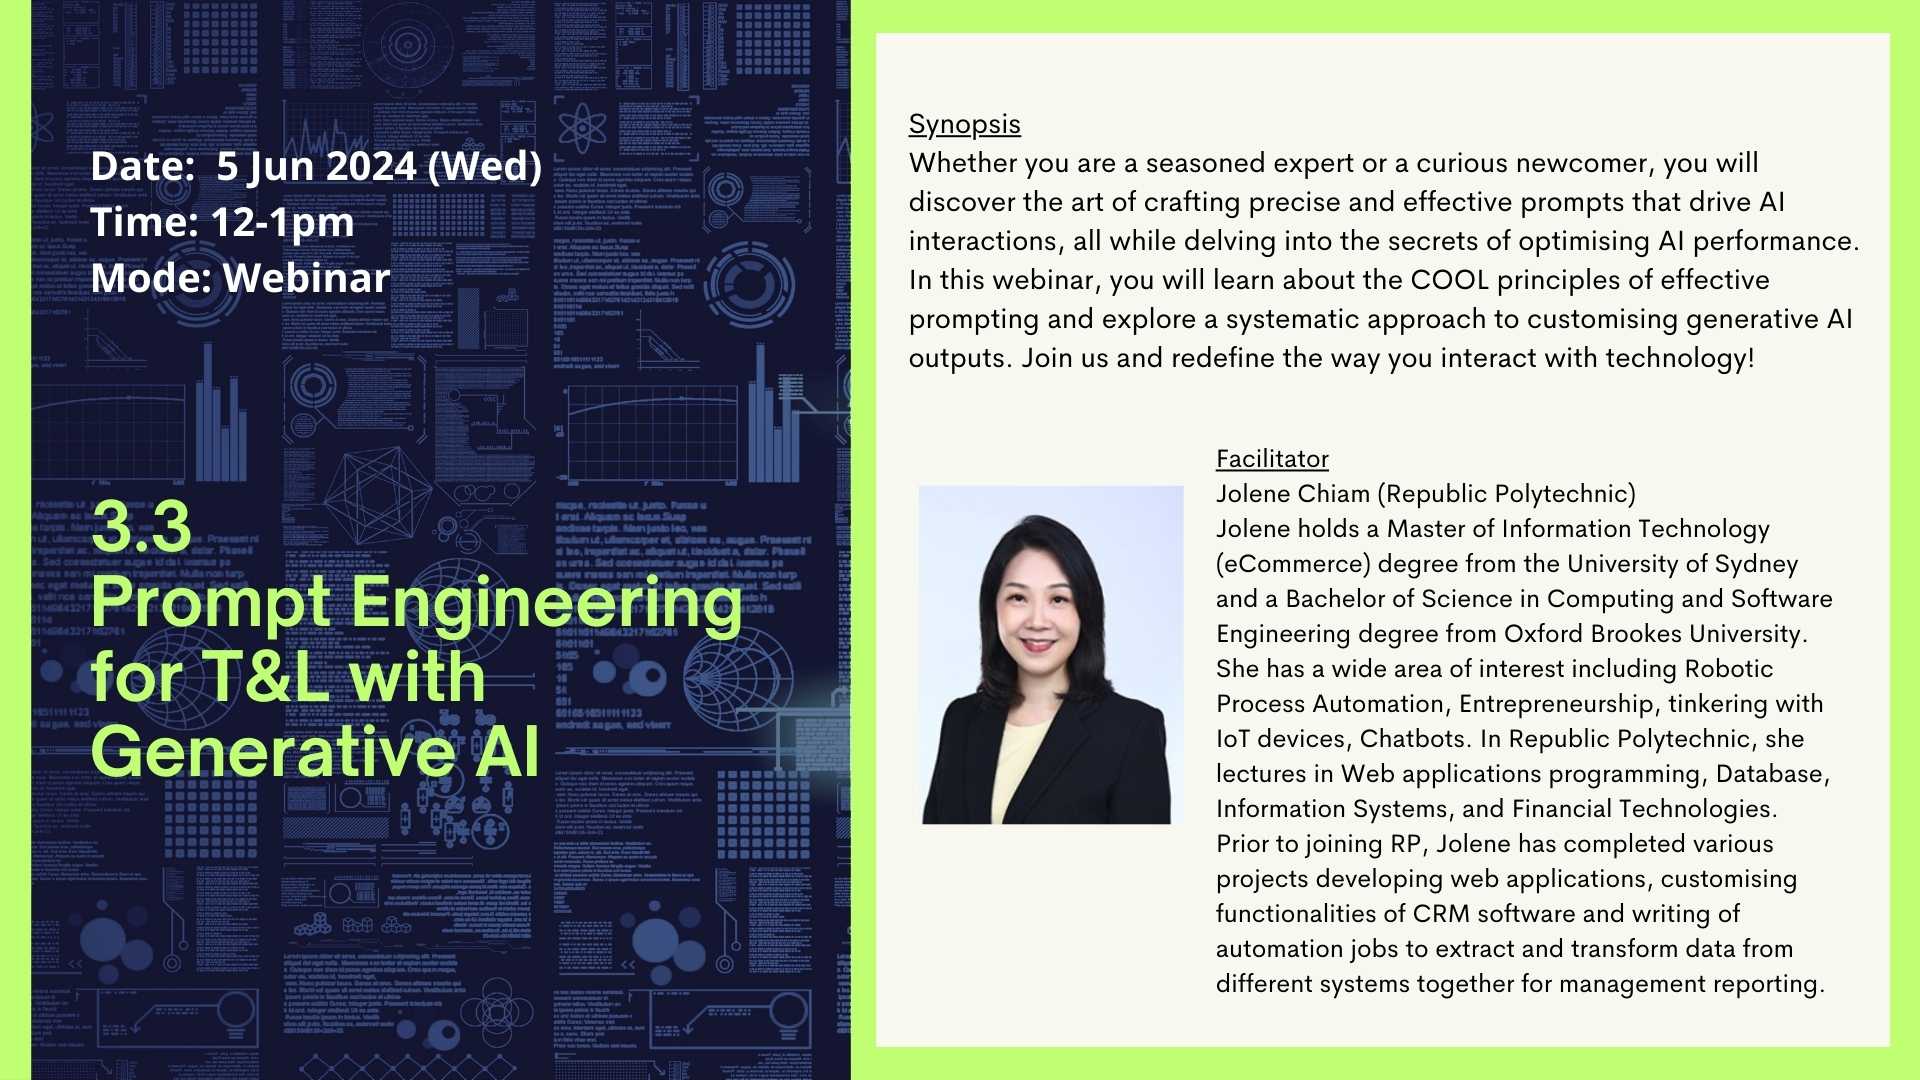 Date:  5 Jun 2024 (Wed)
Time: 12-1pm
Mode: Webinar
3.3
Prompt Engineering
for T&L with
Generative AI
Synopsis
Whether you are a seasoned expert or a curious newcomer, you will
discover the art of crafting precise and effective prompts that drive AI
interactions, all while delving into the secrets of optimising AI performance.
In this webinar, you will learn about the COOL principles of effective
prompting and explore a systematic approach to customising generative AI
outputs. Join us and redefine the way you interact with technology!
Facilitator
Jolene Chiam (Republic Polytechnic)
Jolene holds a Master of Information Technology
(eCommerce) degree from the University of Sydney
and a Bachelor of Science in Computing and Software
Engineering degree from Oxford Brookes University.
She has a wide area of interest including Robotic
Process Automation, Entrepreneurship, tinkering with
IoT devices, Chatbots. In Republic Polytechnic, she
lectures in Web applications programming, Database,
Information Systems, and Financial Technologies.
Prior to joining RP, Jolene has completed various
projects developing web applications, customising
functionalities of CRM software and writing of
automation jobs to extract and transform data from
different systems together for management reporting.